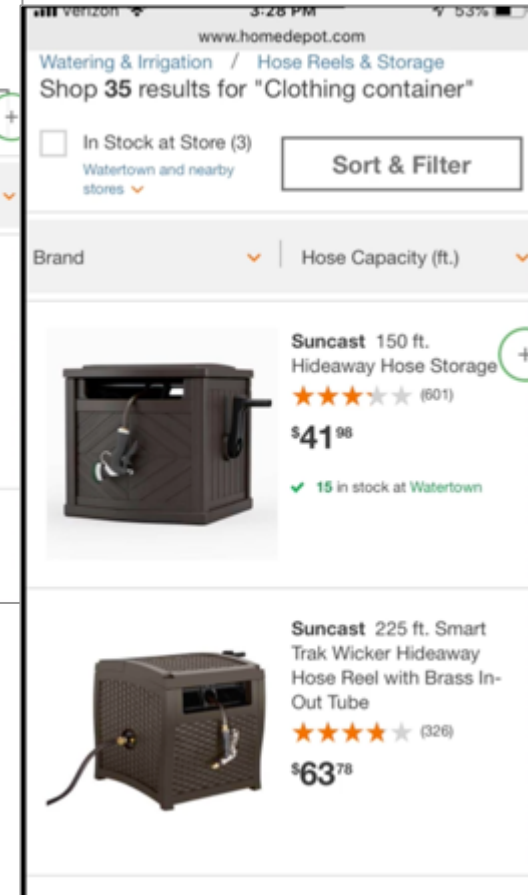 verizon 3:28 PM 53%
www.homedepot.com
Watering & Irrigation / Hose Reels & Storage
Shop 35 results for "Clothing container"
In Stock at Store (3)
Watertown and nearby
stores
Sort & Filter
Brand
Hose Capacity (ft.)
Suncast 150 ft.
Hideaway Hose Storage
(601)
$41 98
15 in stock at Watertown
Suncast 225 ft. Smart
Trak Wicker Hideaway
Hose Reel with Brass In-
Out Tube
(326)
$63 78